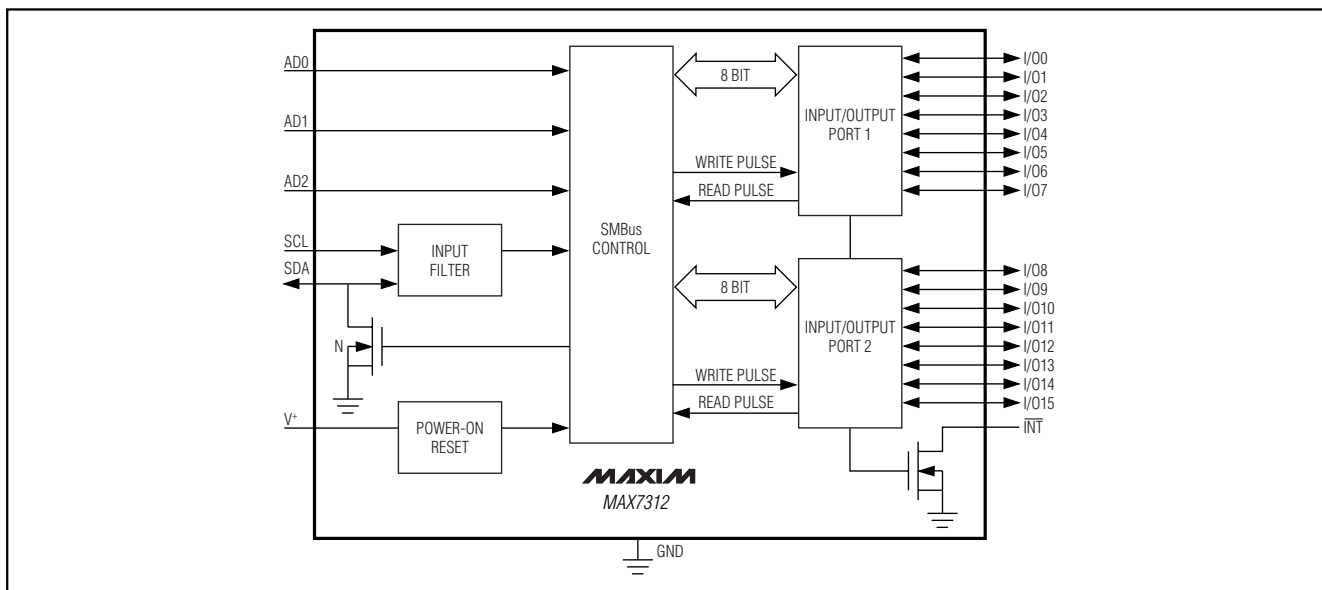 AD0
AD1
AD2
SCL
SDA
N
V+
INPUT
FILTER
POWER-ON
RESET
SMBus
CONTROL
8 BIT
WRITE PULSE
READ PULSE
8 BIT
WRITE PULSE
READ PULSE
INPUT/OUTPUT
PORT 1
INPUT/OUTPUT
PORT 2
I/O0
I/O1
I/O2
I/O3
I/O4
I/O5
I/O6
I/O7
I/O8
I/O9
I/O10
I/O11
I/O12
I/O13
I/O14
I/O15
INT
MAXIM
MAX7312
GND